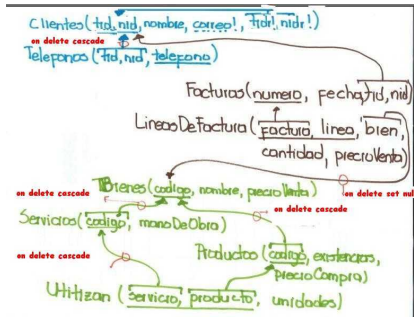 Clientes(tid,nid,nombre, correo!, tidr!,nidr!)
on delete cascade
Telefonos (tid,nid, telefono)
Facturas(numero, fecha,tid,nid)
LineasDeFactura (factura, linea, bien,
cantidad, precioVenta)
on delete set nul
Bienes(codigo, nombre, precioVenta)
on delete cascade
on delete cascade
Servicios(codigo, manoDeObra)
on delete cascade
Productos (codigo, existencias,
precioCompra)
Utilizan (servicio, producto, unidades)